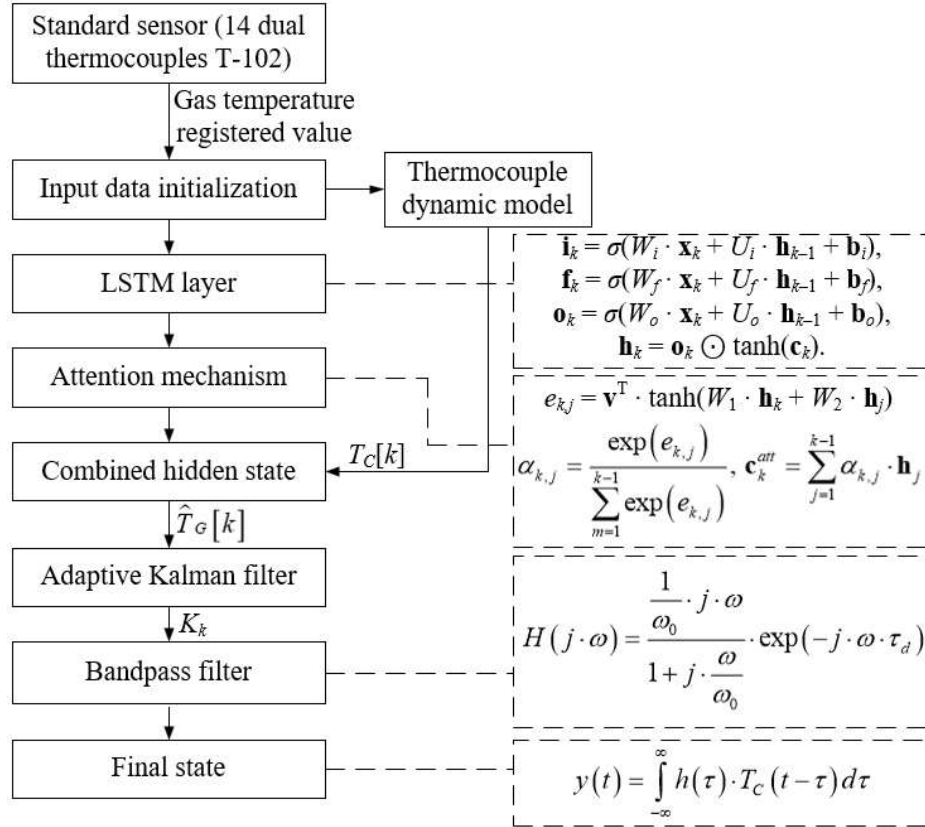 Standard sensor (14 dual
thermocouples T-102)
Gas temperature
registered value
Input data initialization
Thermocouple
dynamic model
LSTM layer
i_k = σ(W_i · x_k + U_i · h_{k–1} + b_i),
f_k = σ(W_f · x_k + U_f · h_{k–1} + b_f),
o_k = σ(W_o · x_k + U_o · h_{k–1} + b_o),
h_k = o_k ⊙ tanh(c_k).
Attention mechanism
e_{k,j} = v^T · tanh(W_1 · h_k + W_2 · h_j)
α_{k,j} = exp(e_{k,j}) / ∑_{m=1}^{k−1} exp(e_{k,j}), c_k^{att} = ∑_{j=1}^{k−1} α_{k,j} · h_j
Combined hidden state
T_C[k]
T̂_G[k]
Adaptive Kalman filter
K_k
Bandpass filter
H(j · ω) = (1/ω_0 · j · ω) / (1 + j · ω/ω_0) · exp(−j · ω · τ_d)
Final state
y(t) = ∫_{−∞}^{∞} h(τ) · T_C(t − τ) dτ